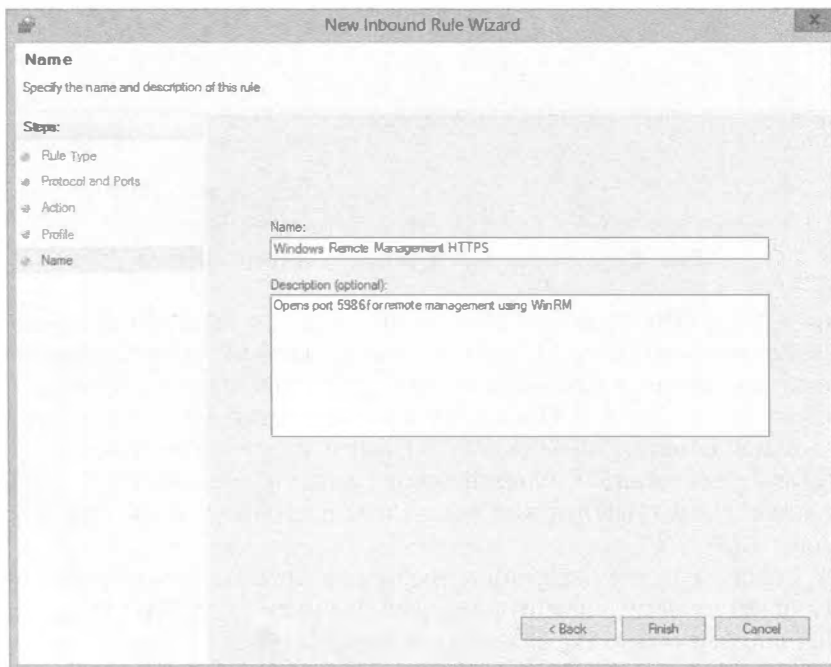 New Inbound Rule Wizard
Name
Specify the name and description of this rule
Steps:
Rule Type
Protocol and Ports
Action
Profile
Name
Name:
Windows Remote Management HTTPS
Description (optional):
Opens port 5986 for remote management using WinRM
< Back
Finish
Cancel